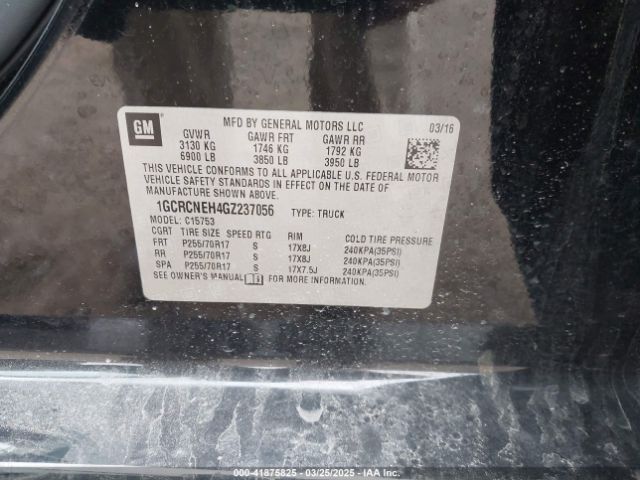 GM
MFD BY GENERAL MOTORS LLC 03/16
GVWR GAWR FRT GAWR RR
3130 KG 1746 KG 1792 KG
6900 LB 3850 LB 3950 LB
THIS VEHICLE CONFORMS TO ALL APPLICABLE U.S. FEDERAL MOTOR
VEHICLE SAFETY STANDARDS IN EFFECT ON THE DATE OF
MANUFACTURE SHOWN ABOVE.
1GCRCNEH4GZ237056 TYPE: TRUCK
MODEL: C15753
TIRE SIZE SPEED RTG RIM COLD TIRE PRESSURE
FRT P255/70R17 S 17X8J 240KPA(35PSI)
RR P255/70R17 S 17X8J 240KPA(35PSI)
SPA P255/70R17 S 17X7.5J 240KPA(35PSI)
SEE OWNER'S MANUAL FOR MORE INFORMATION.
000-41875825 - 03/25/2025 - IAA Inc.